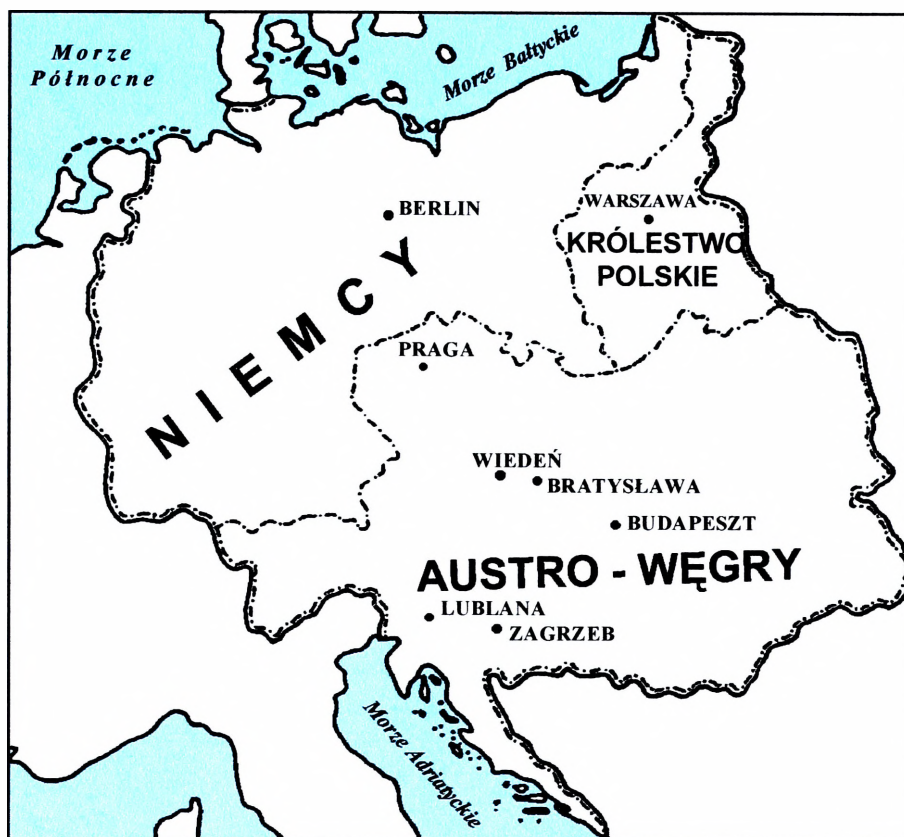 Morze
Północne
Morze Bałtyckie
BERLIN
WARSZAWA
KRÓLESTWO
POLSKIE
NIEMCY
PRAGA
WIEDEŃ
BRATYSŁAWA
BUDAPESZT
AUSTRO - WĘGRY
LUBLANA
ZAGRZEB
Morze Adriatyckie